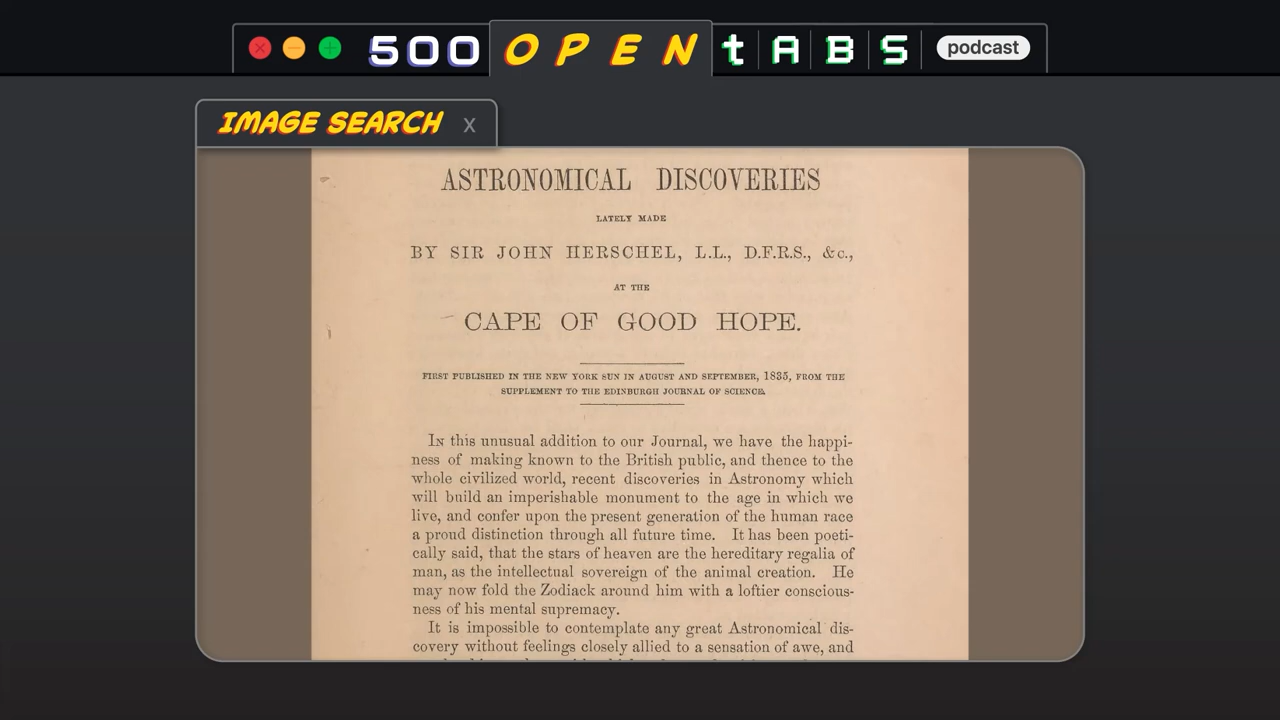 500 OPEN tABS podcast
IMAGE SEARCH x
ASTRONOMICAL DISCOVERIES
LATELY MADE
BY SIR JOHN HERSCHEL, L.L., D.F.R.S., &c.,
AT THE
CAPE OF GOOD HOPE.
FIRST PUBLISHED IN THE NEW YORK SUN IN AUGUST AND SEPTEMBER, 1835, FROM THE
SUPPLEMENT TO THE EDINBURGH JOURNAL OF SCIENCE.
In this unusual addition to our Journal, we have the happi-
ness of making known to the British public, and thence to the
whole civilized world, recent discoveries in Astronomy which
will build an imperishable monument to the age in which we
live, and confer upon the present generation of the human race
a proud distinction through all future time. It has been poeti-
cally said, that the stars of heaven are the hereditary regalia of
man, as the intellectual sovereign of the animal creation. He
may now fold the Zodiack around him with a loftier conscious-
ness of his mental supremacy.
It is impossible to contemplate any great Astronomical dis-
covery without feelings closely allied to a sensation of awe, and